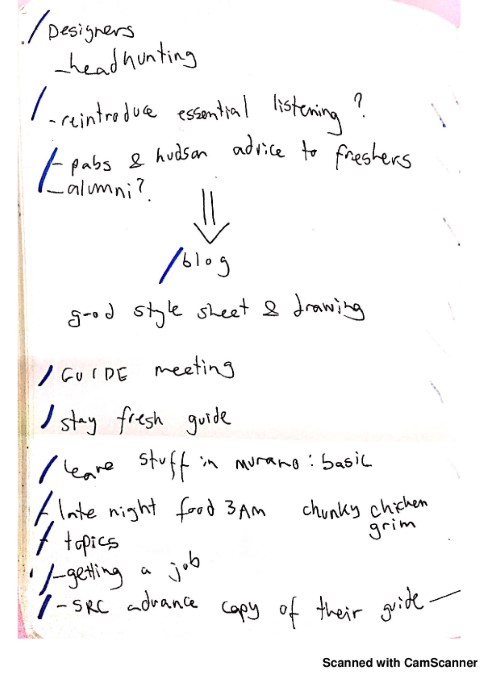 / Designers
- headhunting
/ - reintroduce essential listening?
/ - pabs & hudson advice to freshers
- alumni?
⇓
/ blog
good style sheet & drawing
/ GUIDE meeting
/ stay fresh guide
/ leave stuff in murano: basic
/ late night food 3AM chunky chicken
grim
/ topics
/ - getting a job
/ - SRC advance copy of their guide —
Scanned with CamScanner